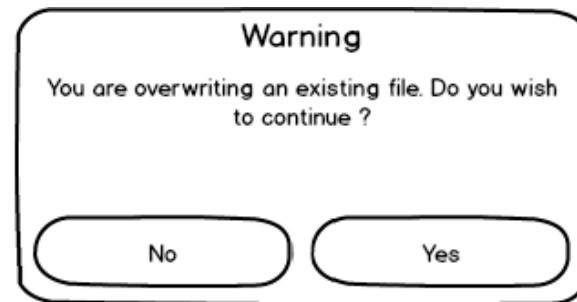 Warning
You are overwriting an existing file. Do you wish
to continue ?
No
Yes